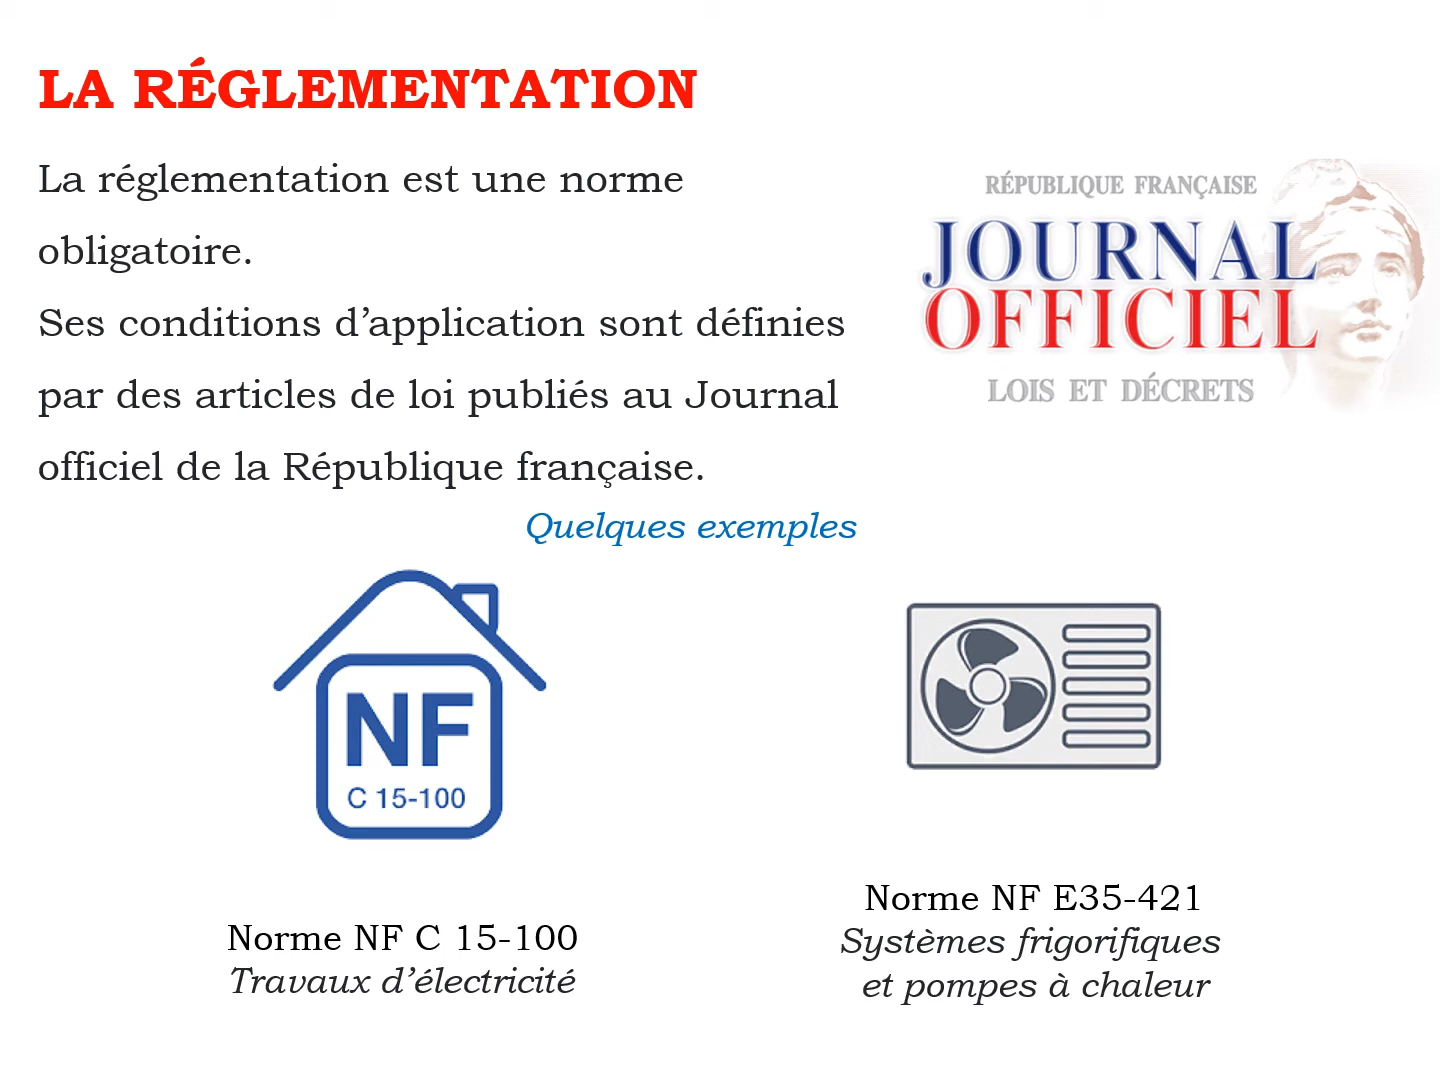 LA RÉGLEMENTATION
La réglementation est une norme
obligatoire.
Ses conditions d’application sont définies
par des articles de loi publiés au Journal
officiel de la République française.
RÉPUBLIQUE FRANÇAISE
JOURNAL
OFFICIEL
LOIS ET DÉCRETS
Quelques exemples
NF
C 15-100
Norme NF C 15-100
Travaux d’électricité
Norme NF E35-421
Systèmes frigorifiques
et pompes à chaleur